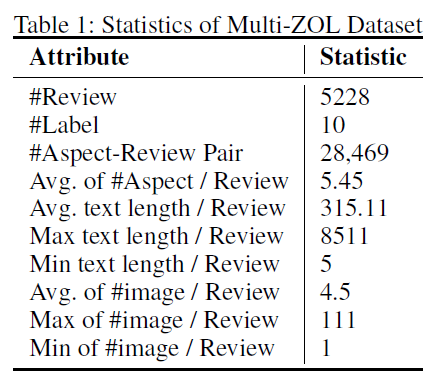 Table 1: Statistics of Multi-ZOL Dataset
Attribute Statistic
#Review 5228
#Label 10
#Aspect-Review Pair 28,469
Avg. of #Aspect / Review 5.45
Avg. text length / Review 315.11
Max text length / Review 8511
Min text length / Review 5
Avg. of #image / Review 4.5
Max of #image / Review 111
Min of #image / Review 1